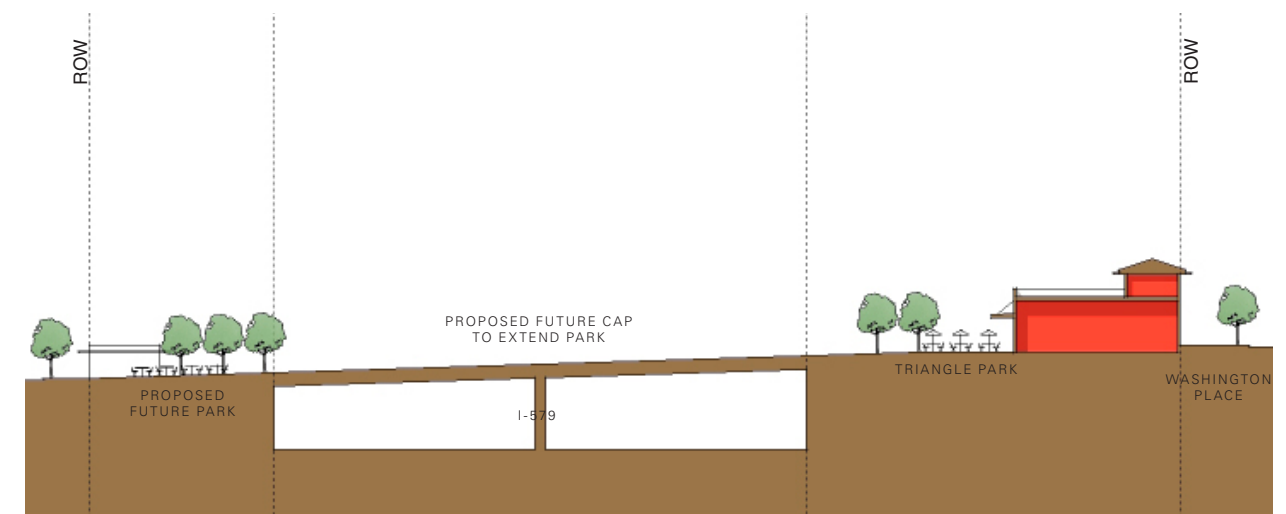 ROW
ROW
PROPOSED FUTURE CAP
TO EXTEND PARK
TRIANGLE PARK
WASHINGTON
PLACE
PROPOSED
FUTURE PARK
I-579